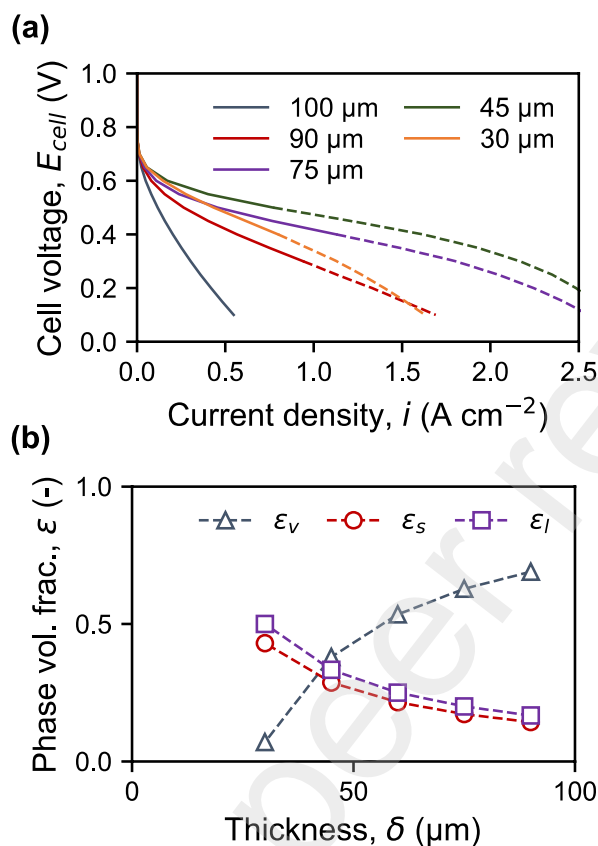 (a)
1.0
0.8
0.6
0.4
0.2
0.0
Cell voltage, E_cell (V)
100 μm
90 μm
75 μm
45 μm
30 μm
0.0 0.5 1.0 1.5 2.0 2.5
Current density, i (A cm⁻²)
(b)
1.0
0.5
0.0
Phase vol. frac., ε (-)
ε_v ε_s ε_l
0 50 100
Thickness, δ (μm)
peer re